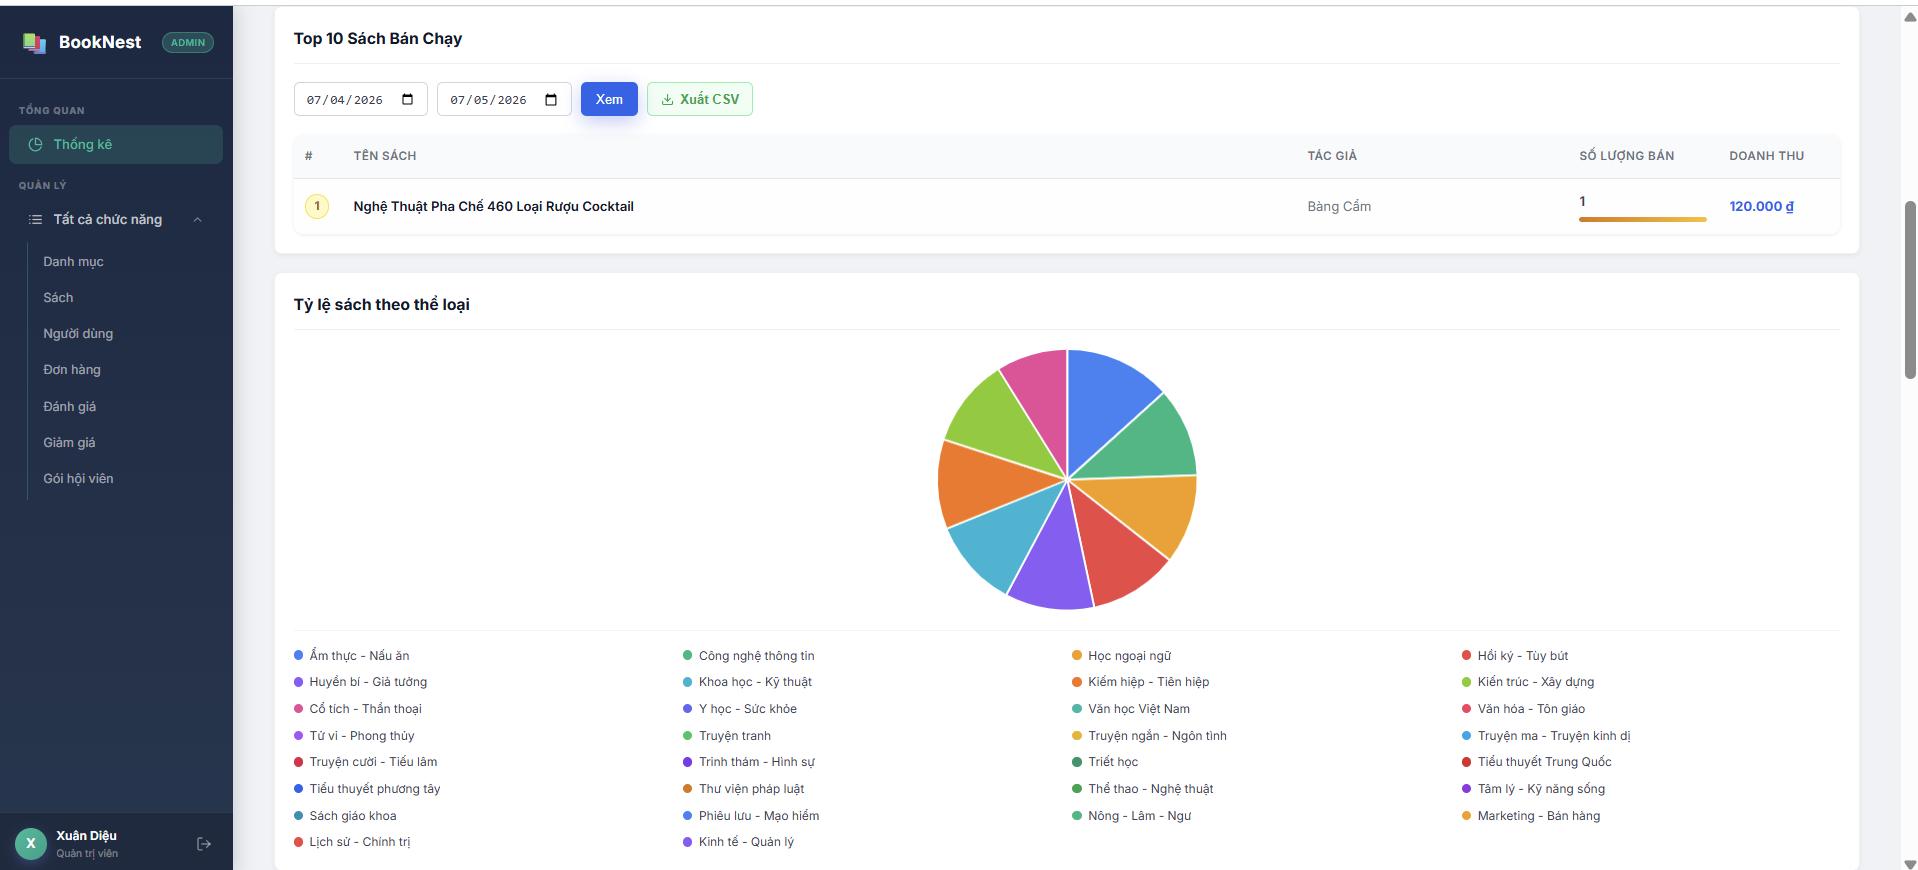 BookNest ADMIN
TỔNG QUAN
Thống kê
QUẢN LÝ
Tất cả chức năng
Danh mục
Sách
Người dùng
Đơn hàng
Đánh giá
Giảm giá
Gói hội viên
X
Xuân Diệu
Quản trị viên
Top 10 Sách Bán Chạy
07/04/2026 07/05/2026 Xem Xuất CSV
# TÊN SÁCH TÁC GIẢ SỐ LƯỢNG BÁN DOANH THU
1 Nghệ Thuật Pha Chế 460 Loại Rượu Cocktail Bàng Cẩm 1 120.000 ₫
Tỷ lệ sách theo thể loại
Ẩm thực - Nấu ăn Công nghệ thông tin Học ngoại ngữ Hồi ký - Tùy bút
Huyền bí - Giả tưởng Khoa học - Kỹ thuật Kiếm hiệp - Tiên hiệp Kiến trúc - Xây dựng
Cổ tích - Thần thoại Y học - Sức khỏe Văn học Việt Nam Văn hóa - Tôn giáo
Tử vi - Phong thủy Truyện tranh Truyện ngắn - Ngôn tình Truyện ma - Truyện kinh dị
Truyện cười - Tiếu lâm Trinh thám - Hình sự Triết học Tiểu thuyết Trung Quốc
Tiểu thuyết phương tây Thư viện pháp luật Thể thao - Nghệ thuật Tâm lý - Kỹ năng sống
Sách giáo khoa Phiêu lưu - Mạo hiểm Nông - Lâm - Ngư Marketing - Bán hàng
Lịch sử - Chính trị Kinh tế - Quản lý